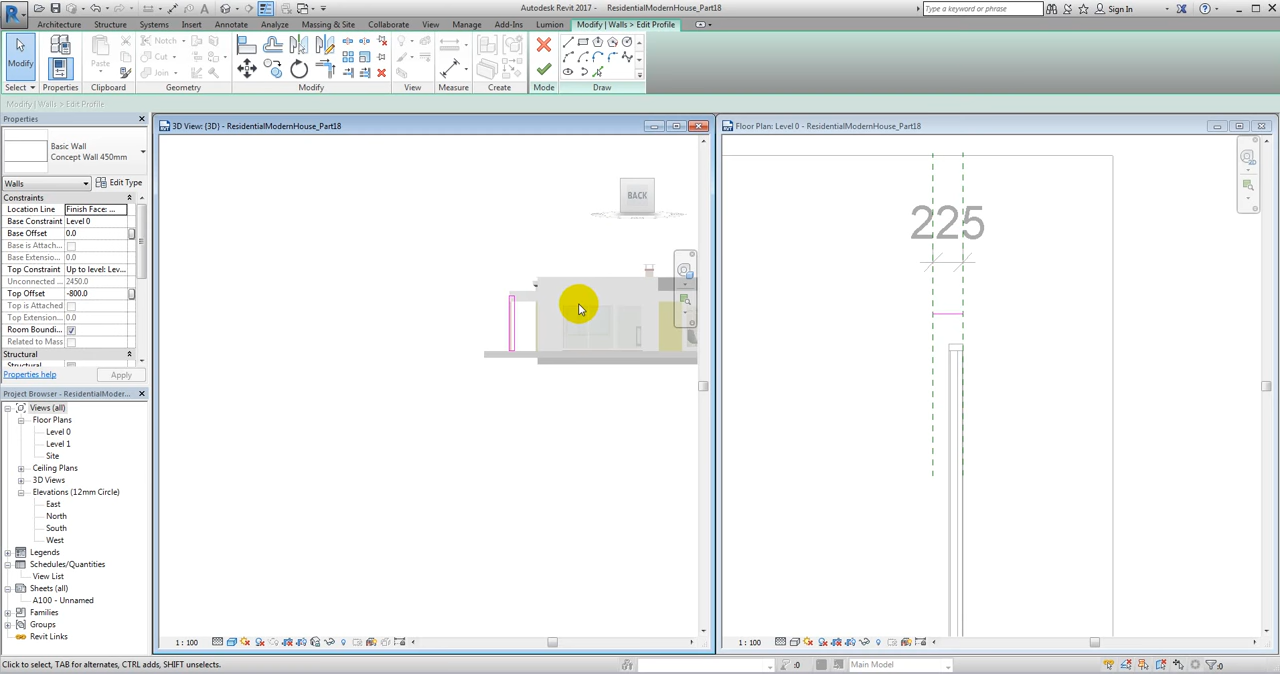 Autodesk Revit 2017 - ResidentialModernHouse_Part18
Type a keyword or phrase
Sign In
Architecture Structure Systems Insert Annotate Analyze Massing & Site Collaborate View Manage Add-Ins Lumion Modify | Walls > Edit Profile
Modify
Paste
Notch
Cut
Join
Select Properties Clipboard Geometry Modify View Measure Create Mode Draw
Modify | Walls > Edit Profile
Properties
Basic Wall
Concept Wall 450mm
Walls
Edit Type
Constraints
Location Line Finish Face: ...
Base Constraint Level 0
Base Offset 0.0
Base is Attach...
Base Extension... 0.0
Top Constraint Up to level: Lev...
Unconnected ... 2450.0
Top Offset -800.0
Top is Attached
Top Extension... 0.0
Room Boundi...
Related to Mass
Structural
Properties help
Apply
Project Browser - ResidentialModer...
Views (all)
Floor Plans
Level 0
Level 1
Site
Ceiling Plans
3D Views
Elevations (12mm Circle)
East
North
South
West
Legends
Schedules/Quantities
View List
Sheets (all)
A100 - Unnamed
Families
Groups
Revit Links
3D View: {3D} - ResidentialModernHouse_Part18
BACK
1 : 100
Floor Plan: Level 0 - ResidentialModernHouse_Part18
225
1 : 100
Click to select, TAB for alternates, CTRL adds, SHIFT unselects.
:0
Main Model
:0